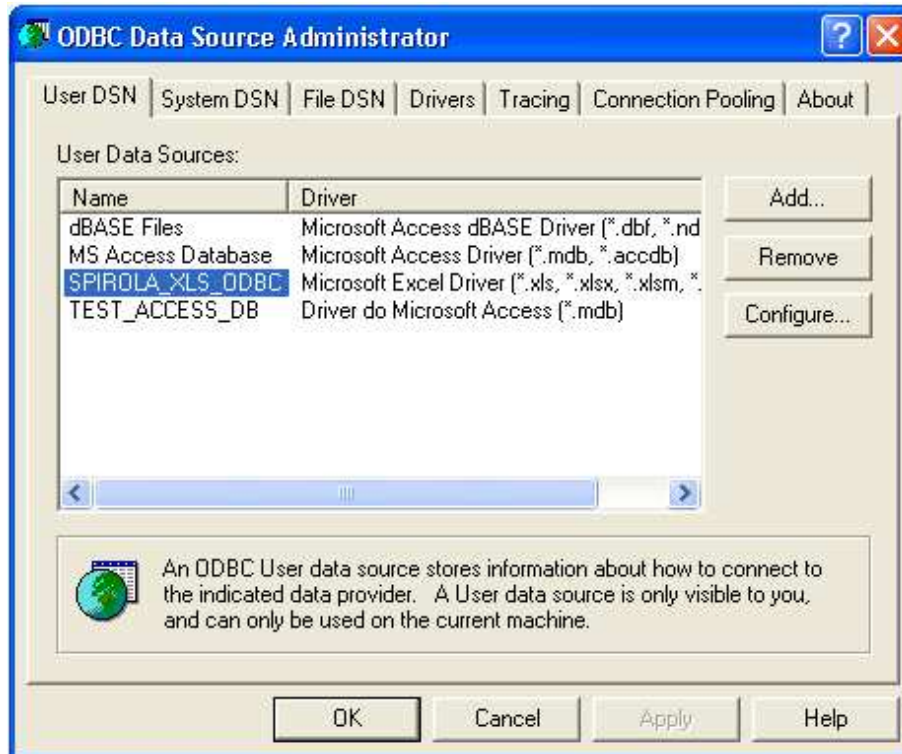 ODBC Data Source Administrator
User DSN System DSN File DSN Drivers Tracing Connection Pooling About
User Data Sources:
Name Driver
dBASE Files Microsoft Access dBASE Driver (*.dbf, *.nd
MS Access Database Microsoft Access Driver (*.mdb, *.accdb)
SPIROLA_XLS_ODBC Microsoft Excel Driver (*.xls, *.xlsx, *.xlsm, *.
TEST_ACCESS_DB Driver do Microsoft Access (*.mdb)
Add...
Remove
Configure...
An ODBC User data source stores information about how to connect to
the indicated data provider. A User data source is only visible to you,
and can only be used on the current machine.
OK Cancel Apply Help